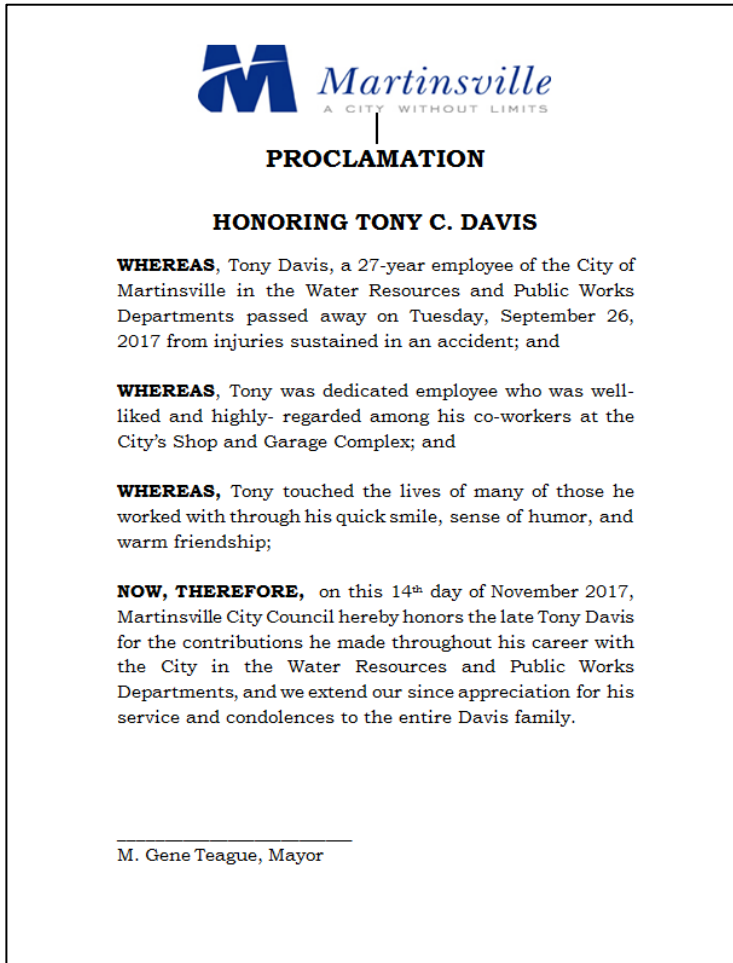 Martinsville
A CITY WITHOUT LIMITS
PROCLAMATION
HONORING TONY C. DAVIS
WHEREAS, Tony Davis, a 27-year employee of the City of
Martinsville in the Water Resources and Public Works
Departments passed away on Tuesday, September 26,
2017 from injuries sustained in an accident; and
WHEREAS, Tony was dedicated employee who was well-
liked and highly- regarded among his co-workers at the
City's Shop and Garage Complex; and
WHEREAS, Tony touched the lives of many of those he
worked with through his quick smile, sense of humor, and
warm friendship;
NOW, THEREFORE, on this 14th day of November 2017,
Martinsville City Council hereby honors the late Tony Davis
for the contributions he made throughout his career with
the City in the Water Resources and Public Works
Departments, and we extend our since appreciation for his
service and condolences to the entire Davis family.
M. Gene Teague, Mayor